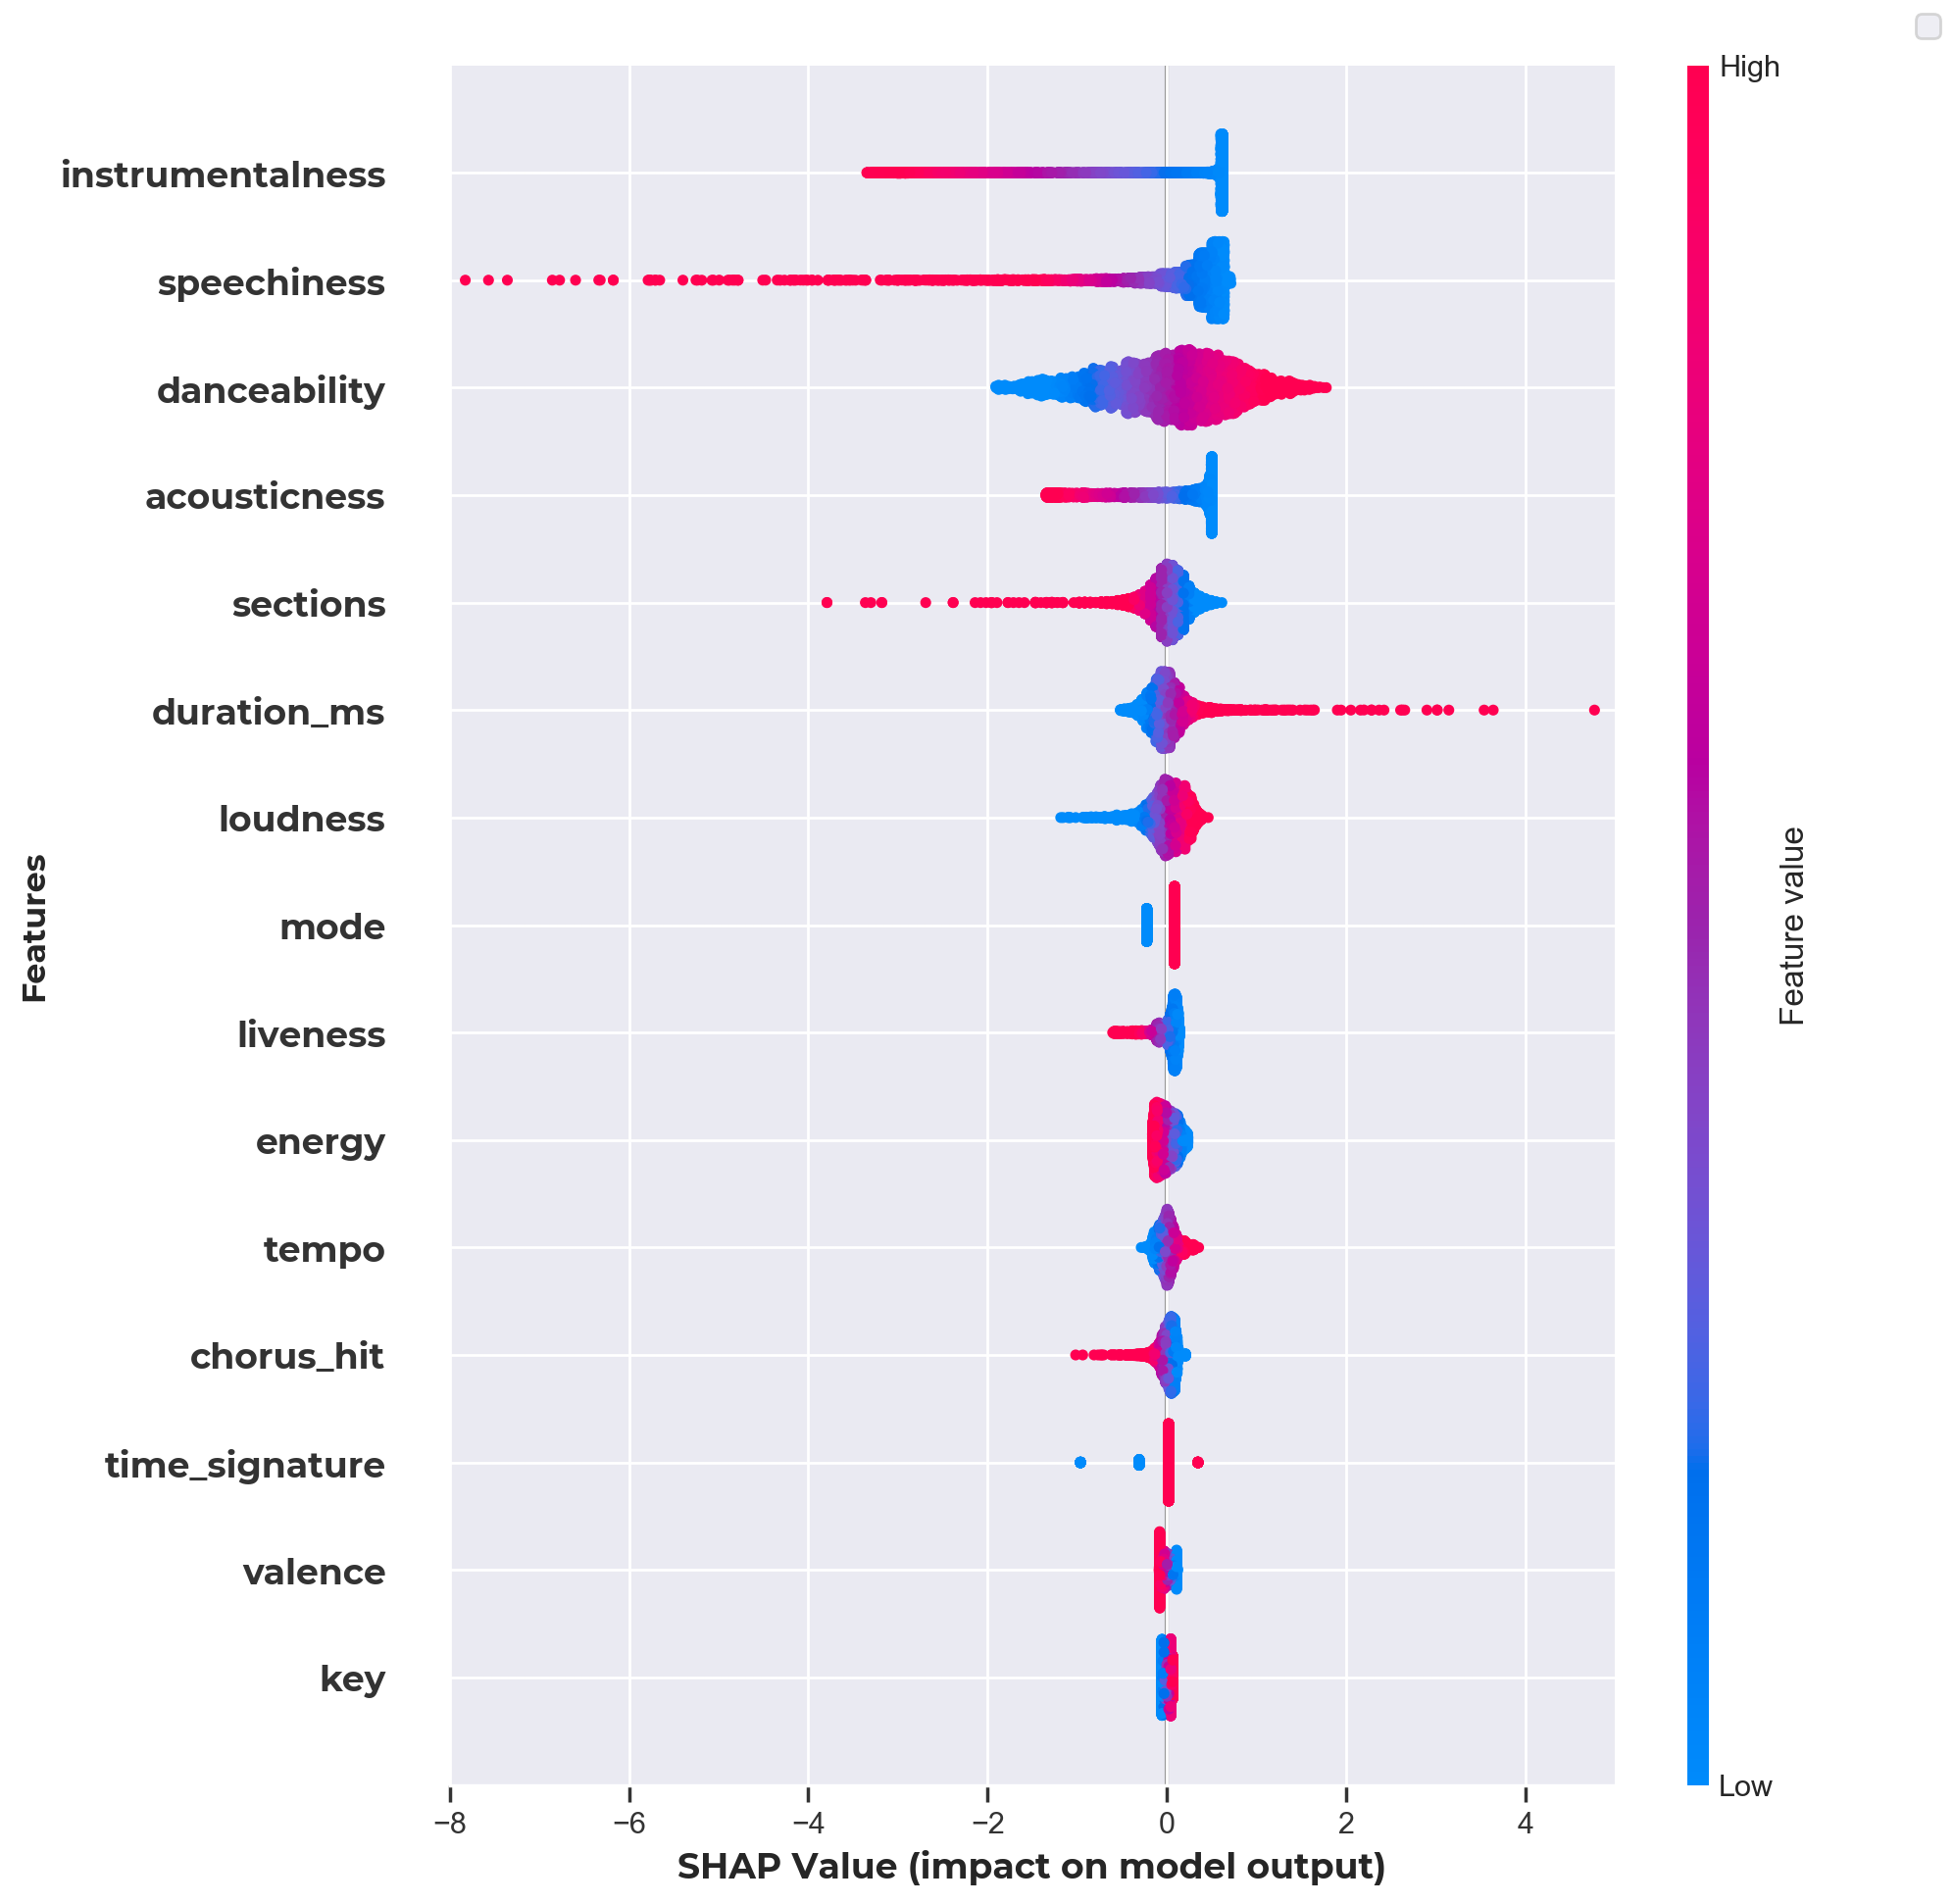 High
instrumentalness
speechiness
danceability
acousticness
sections
duration_ms
loudness
mode
liveness
energy
tempo
chorus_hit
time_signature
valence
key
Features
Feature value
Low
−8 −6 −4 −2 0 2 4
SHAP Value (impact on model output)